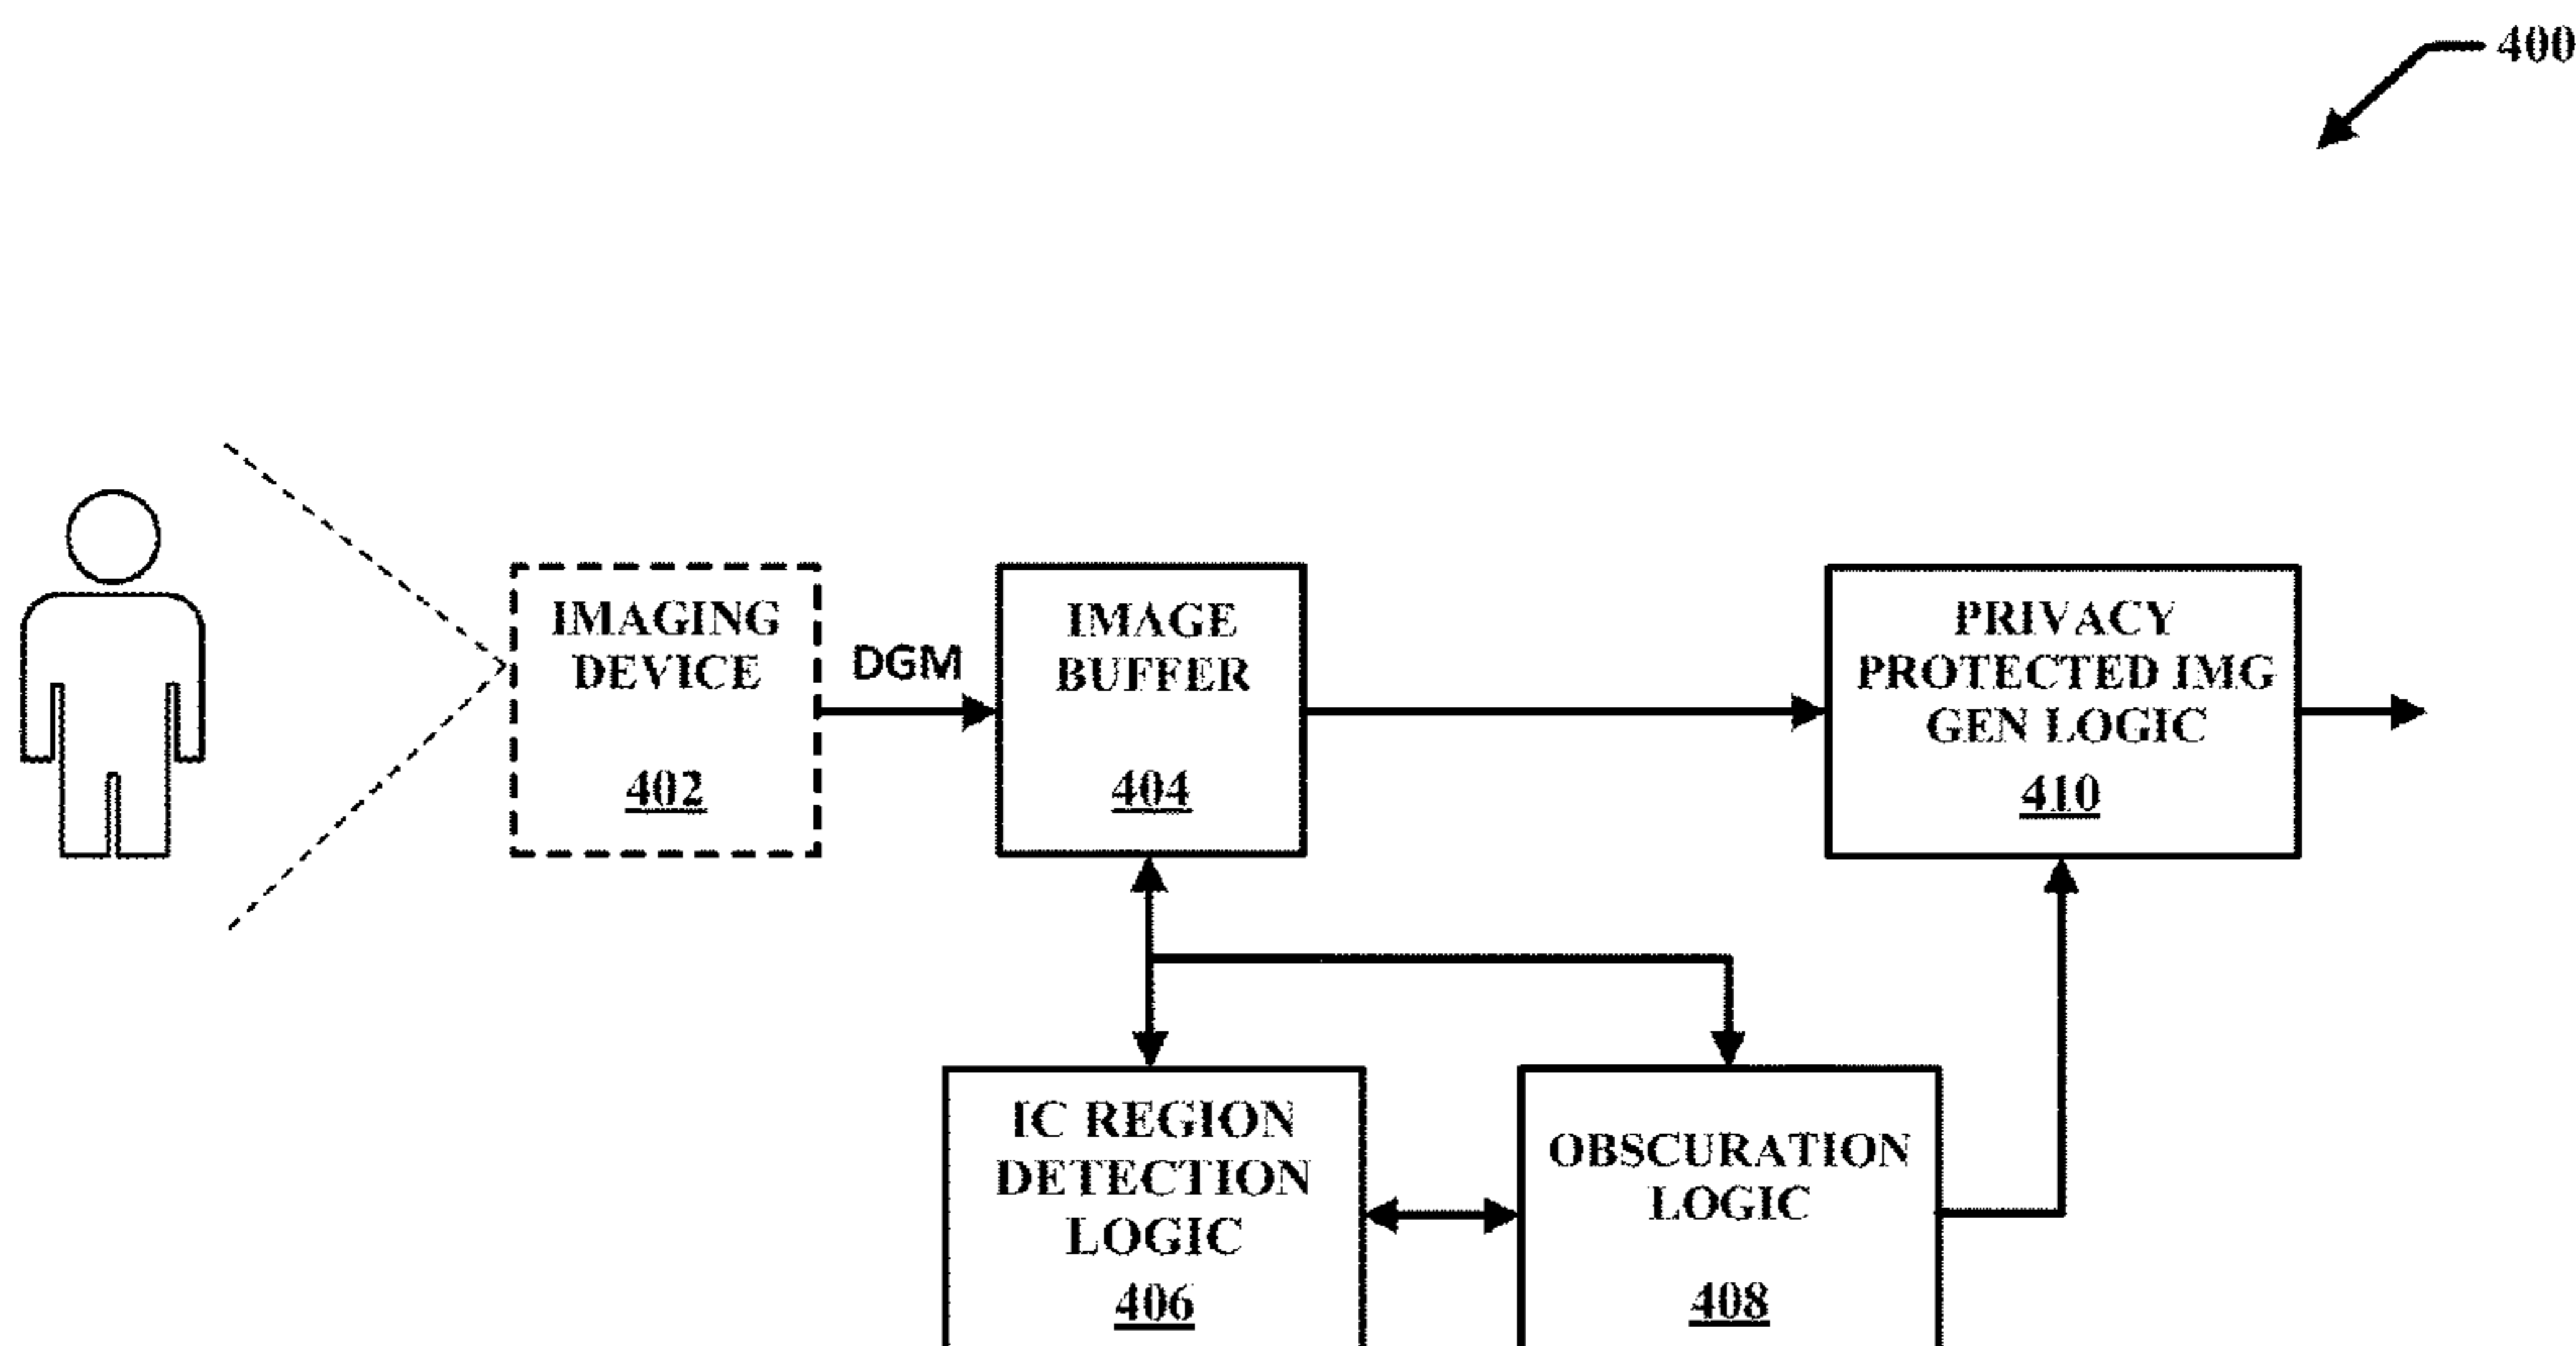 400
IMAGING
DEVICE
402
DGM
IMAGE
BUFFER
404
PRIVACY
PROTECTED IMG
GEN LOGIC
410
IC REGION
DETECTION
LOGIC
406
OBSCURATION
LOGIC
408